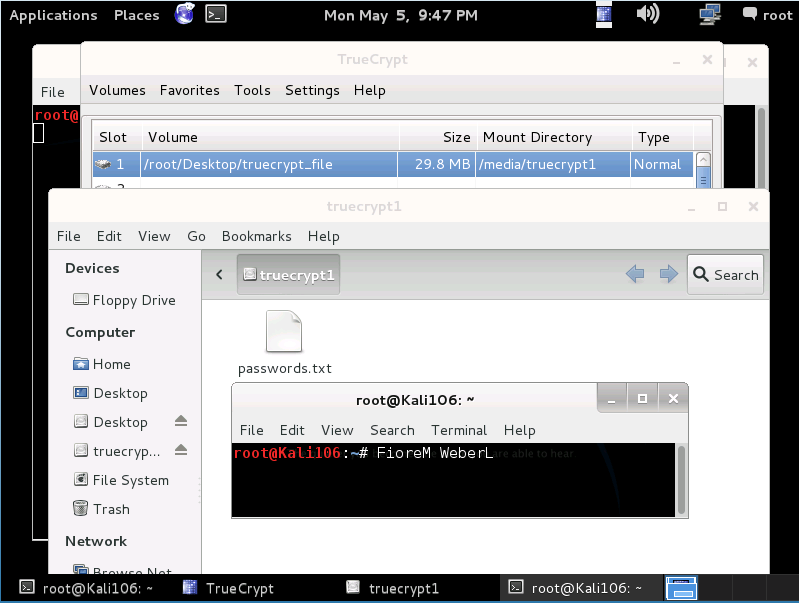 Applications Places Mon May 5, 9:47 PM root
TrueCrypt
File
Volumes Favorites Tools Settings Help
root@
Slot Volume Size Mount Directory Type
1 /root/Desktop/truecrypt_file 29.8 MB /media/truecrypt1 Normal
truecrypt1
File Edit View Go Bookmarks Help
Devices
truecrypt1 Search
Floppy Drive
Computer
Home
Desktop
Desktop
truecryp...
File System
Trash
Network
Browse Net
passwords.txt
root@Kali106: ~
File Edit View Search Terminal Help
root@Kali106:~# FioreM WeberL are able to hear
root@Kali106: ~ TrueCrypt truecrypt1 root@Kali106: ~